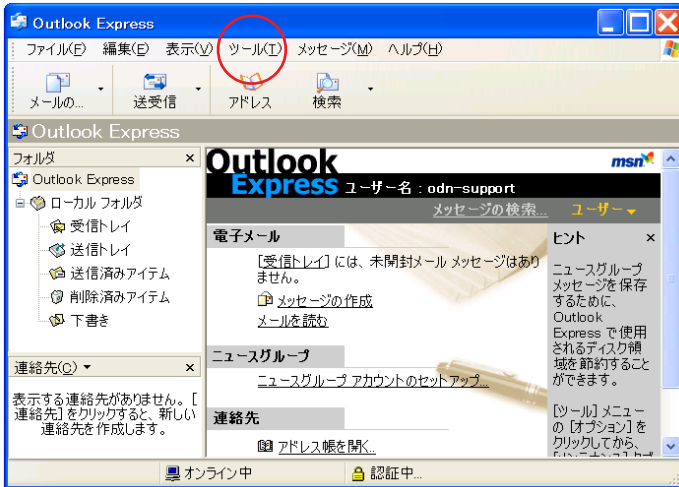 Outlook Express
ファイル(F) 編集(E) 表示(V) ツール(T) メッセージ(M) ヘルプ(H)
メールの... 送受信 アドレス 検索
Outlook Express
フォルダ
Outlook Express
ローカル フォルダ
受信トレイ
送信トレイ
送信済みアイテム
削除済みアイテム
下書き
連絡先(C)
表示する連絡先がありません。[
連絡先] をクリックすると、新しい
連絡先を作成します。
Outlook
Express ユーザー名 : odn-support
msn
メッセージの検索... ユーザー
電子メール
[受信トレイ] には、未開封メール メッセージはあり
ません。
メッセージの作成
メールを読む
ニュースグループ
ニュースグループ アカウントのセットアップ...
連絡先
アドレス帳を開く...
ヒント
ニュースグループ
メッセージを保存
するために、
Outlook
Express で使用
されるディスク領
域を節約すること
ができます。
[ツール] メニュー
の [オプション] を
クリックしてから、
オンライン中 認証中...